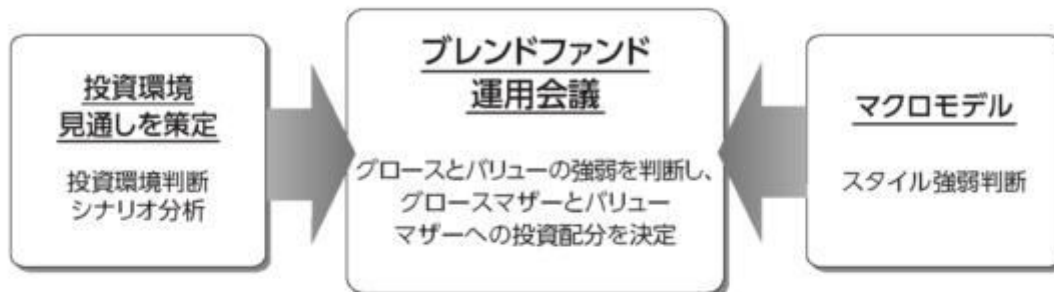 投資環境
見通しを策定
投資環境判断
シナリオ分析
ブレンドファンド
運用会議
グロースとバリューの強弱を判断し、
グロースマザーとバリュー
マザーへの投資配分を決定
マクロモデル
スタイル強弱判断